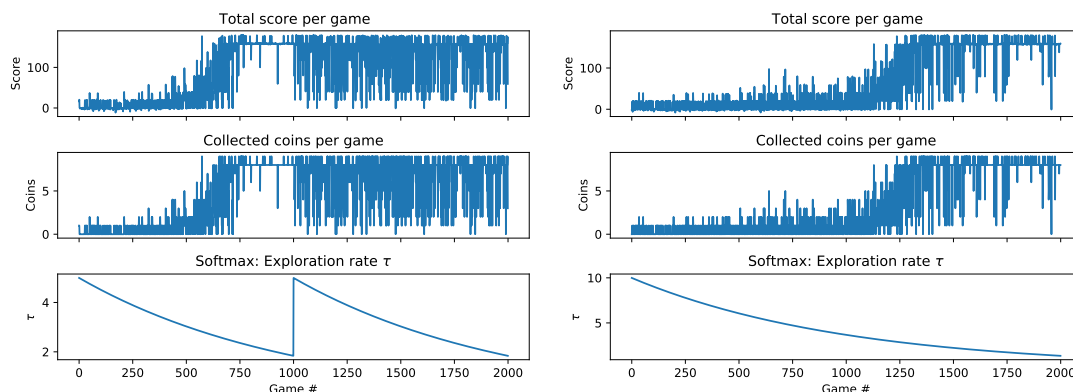 Total score per game
Score
100
0
Collected coins per game
Coins
5
0
Softmax: Exploration rate τ
τ
4
2
0 250 500 750 1000 1250 1500 1750 2000
Game #
Total score per game
Score
100
0
Collected coins per game
Coins
5
0
Softmax: Exploration rate τ
τ
10
5
0 250 500 750 1000 1250 1500 1750 2000
Game #